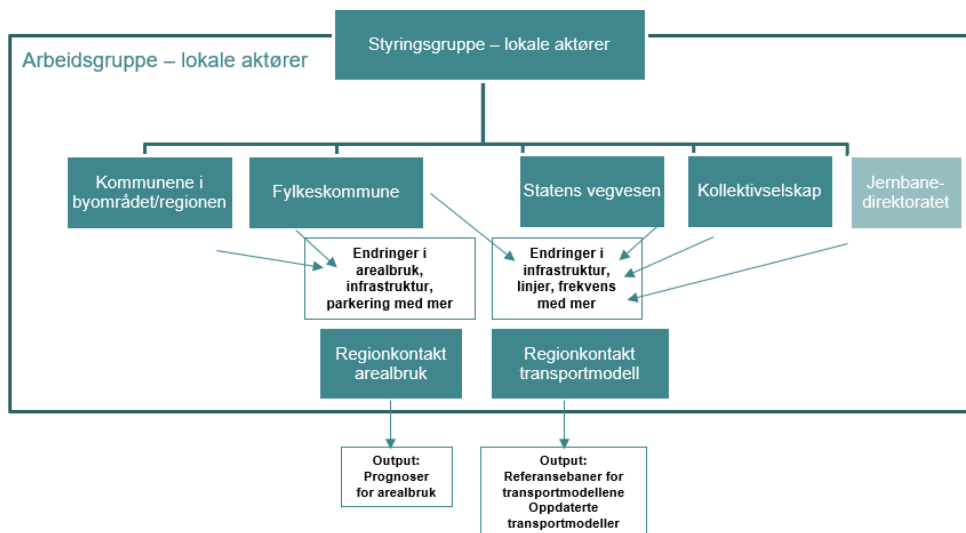 Styringsgruppe – lokale aktører
Arbeidsgruppe – lokale aktører
Kommunene i
byområdet/regionen
Fylkeskommune
Statens vegvesen
Kollektivselskap
Jernbane-
direktoratet
Endringer i
arealbruk,
infrastruktur,
parkering med mer
Endringer i
infrastruktur,
linjer, frekvens
med mer
Regionkontakt
arealbruk
Regionkontakt
transportmodell
Output:
Prognoser
for arealbruk
Output:
Referansebaner for
transportmodellene
Oppdaterte
transportmodeller